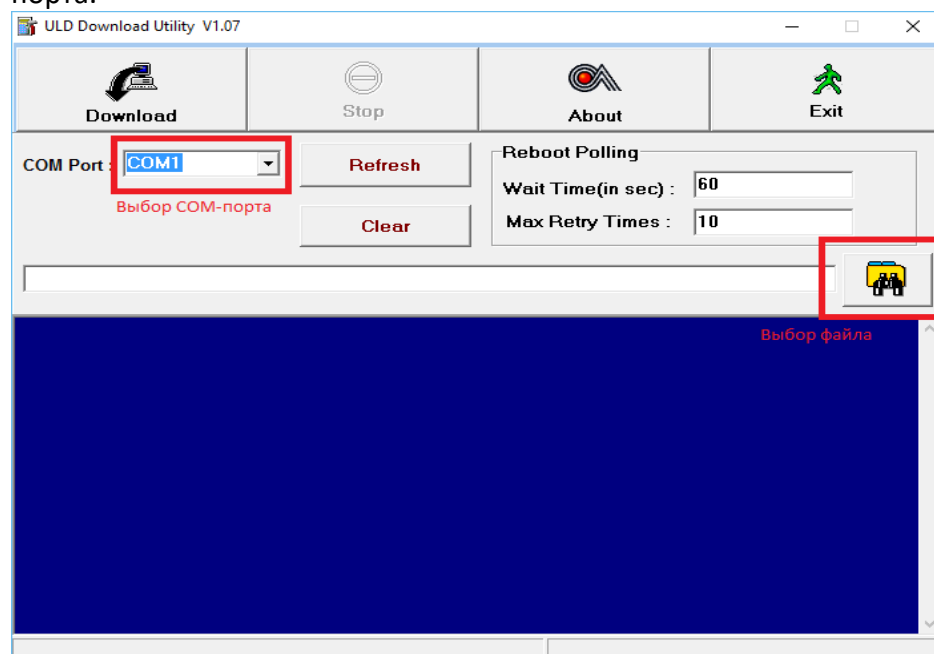 порта.
ULD Download Utility V1.07
Download
Stop
About
Exit
COM Port :
COM1
Refresh
Reboot Polling
Wait Time(in sec) :
60
Выбор COM-порта
Clear
Max Retry Times :
10
Выбор файла